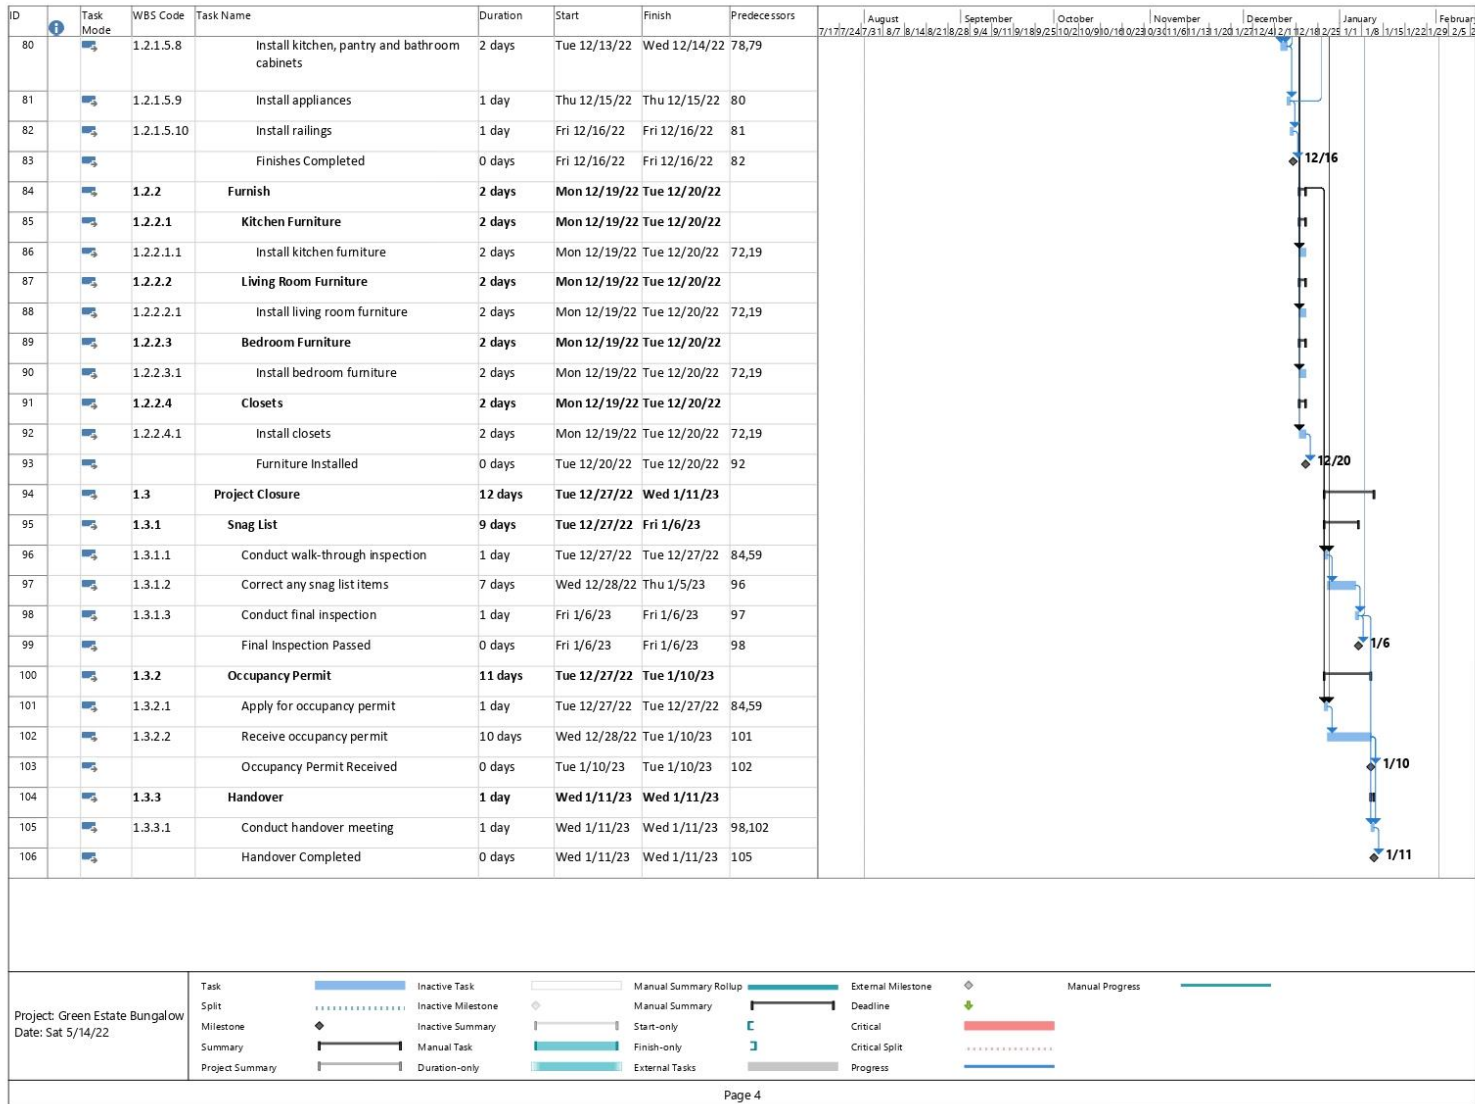 ID Task Mode WBS Code Task Name Duration Start Finish Predecessors
August September October November December January February
80 1.2.1.5.8 Install kitchen, pantry and bathroom cabinets 2 days Tue 12/13/22 Wed 12/14/22 78,79
81 1.2.1.5.9 Install appliances 1 day Thu 12/15/22 Thu 12/15/22 80
82 1.2.1.5.10 Install railings 1 day Fri 12/16/22 Fri 12/16/22 81
83 Finishes Completed 0 days Fri 12/16/22 Fri 12/16/22 82 12/16
84 1.2.2 Furnish 2 days Mon 12/19/22 Tue 12/20/22
85 1.2.2.1 Kitchen Furniture 2 days Mon 12/19/22 Tue 12/20/22
86 1.2.2.1.1 Install kitchen furniture 2 days Mon 12/19/22 Tue 12/20/22 72,19
87 1.2.2.2 Living Room Furniture 2 days Mon 12/19/22 Tue 12/20/22
88 1.2.2.2.1 Install living room furniture 2 days Mon 12/19/22 Tue 12/20/22 72,19
89 1.2.2.3 Bedroom Furniture 2 days Mon 12/19/22 Tue 12/20/22
90 1.2.2.3.1 Install bedroom furniture 2 days Mon 12/19/22 Tue 12/20/22 72,19
91 1.2.2.4 Closets 2 days Mon 12/19/22 Tue 12/20/22
92 1.2.2.4.1 Install closets 2 days Mon 12/19/22 Tue 12/20/22 72,19
93 Furniture Installed 0 days Tue 12/20/22 Tue 12/20/22 92 12/20
94 1.3 Project Closure 12 days Tue 12/27/22 Wed 1/11/23
95 1.3.1 Snag List 9 days Tue 12/27/22 Fri 1/6/23
96 1.3.1.1 Conduct walk-through inspection 1 day Tue 12/27/22 Tue 12/27/22 84,59
97 1.3.1.2 Correct any snag list items 7 days Wed 12/28/22 Thu 1/5/23 96
98 1.3.1.3 Conduct final inspection 1 day Fri 1/6/23 Fri 1/6/23 97
99 Final Inspection Passed 0 days Fri 1/6/23 Fri 1/6/23 98 1/6
100 1.3.2 Occupancy Permit 11 days Tue 12/27/22 Tue 1/10/23
101 1.3.2.1 Apply for occupancy permit 1 day Tue 12/27/22 Tue 12/27/22 84,59
102 1.3.2.2 Receive occupancy permit 10 days Wed 12/28/22 Tue 1/10/23 101
103 Occupancy Permit Received 0 days Tue 1/10/23 Tue 1/10/23 102 1/10
104 1.3.3 Handover 1 day Wed 1/11/23 Wed 1/11/23
105 1.3.3.1 Conduct handover meeting 1 day Wed 1/11/23 Wed 1/11/23 98,102
106 Handover Completed 0 days Wed 1/11/23 Wed 1/11/23 105 1/11
Project: Green Estate Bungalow
Date: Sat 5/14/22
Task Inactive Task Manual Summary Rollup External Milestone Manual Progress
Split Inactive Milestone Manual Summary Deadline
Milestone Inactive Summary Start-only Critical
Summary Manual Task Finish-only Critical Split
Project Summary Duration-only External Tasks Progress
Page 4